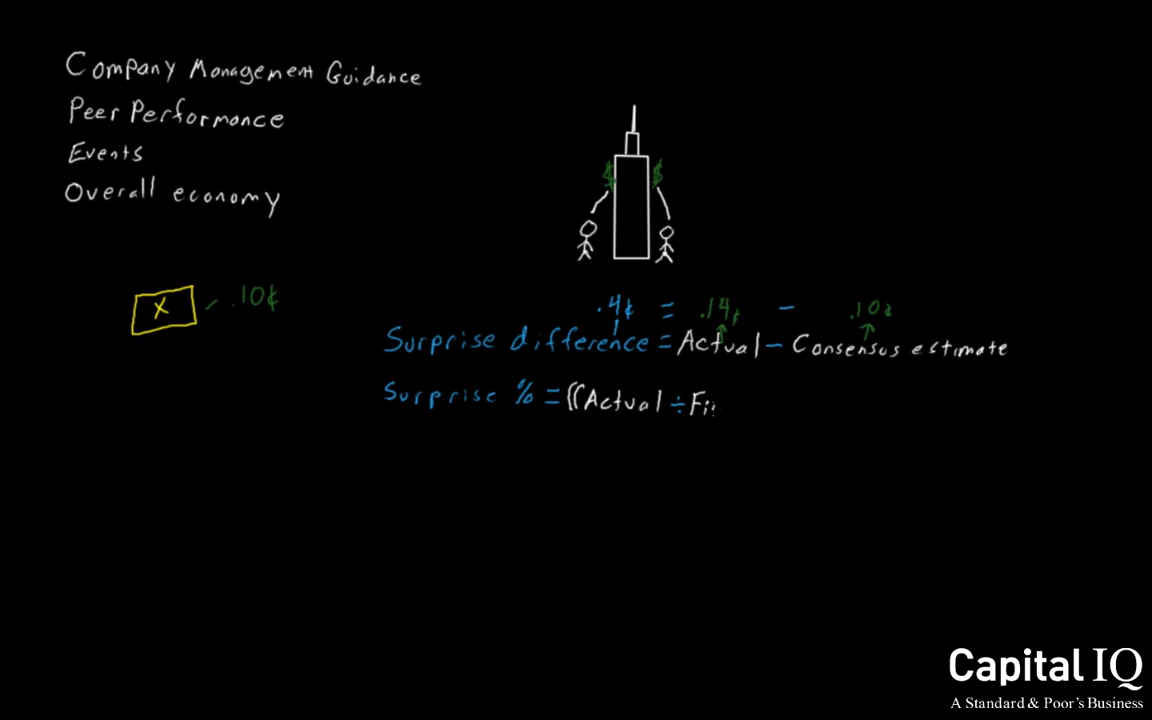 Company Management Guidance
Peer Performance
Events
Overall economy
$ $
X .10¢
.4¢ = .14¢ - .10¢
Surprise difference = Actual - Consensus estimate
Surprise % = ((Actual ÷ Fi
Capital IQ
A Standard & Poor's Business